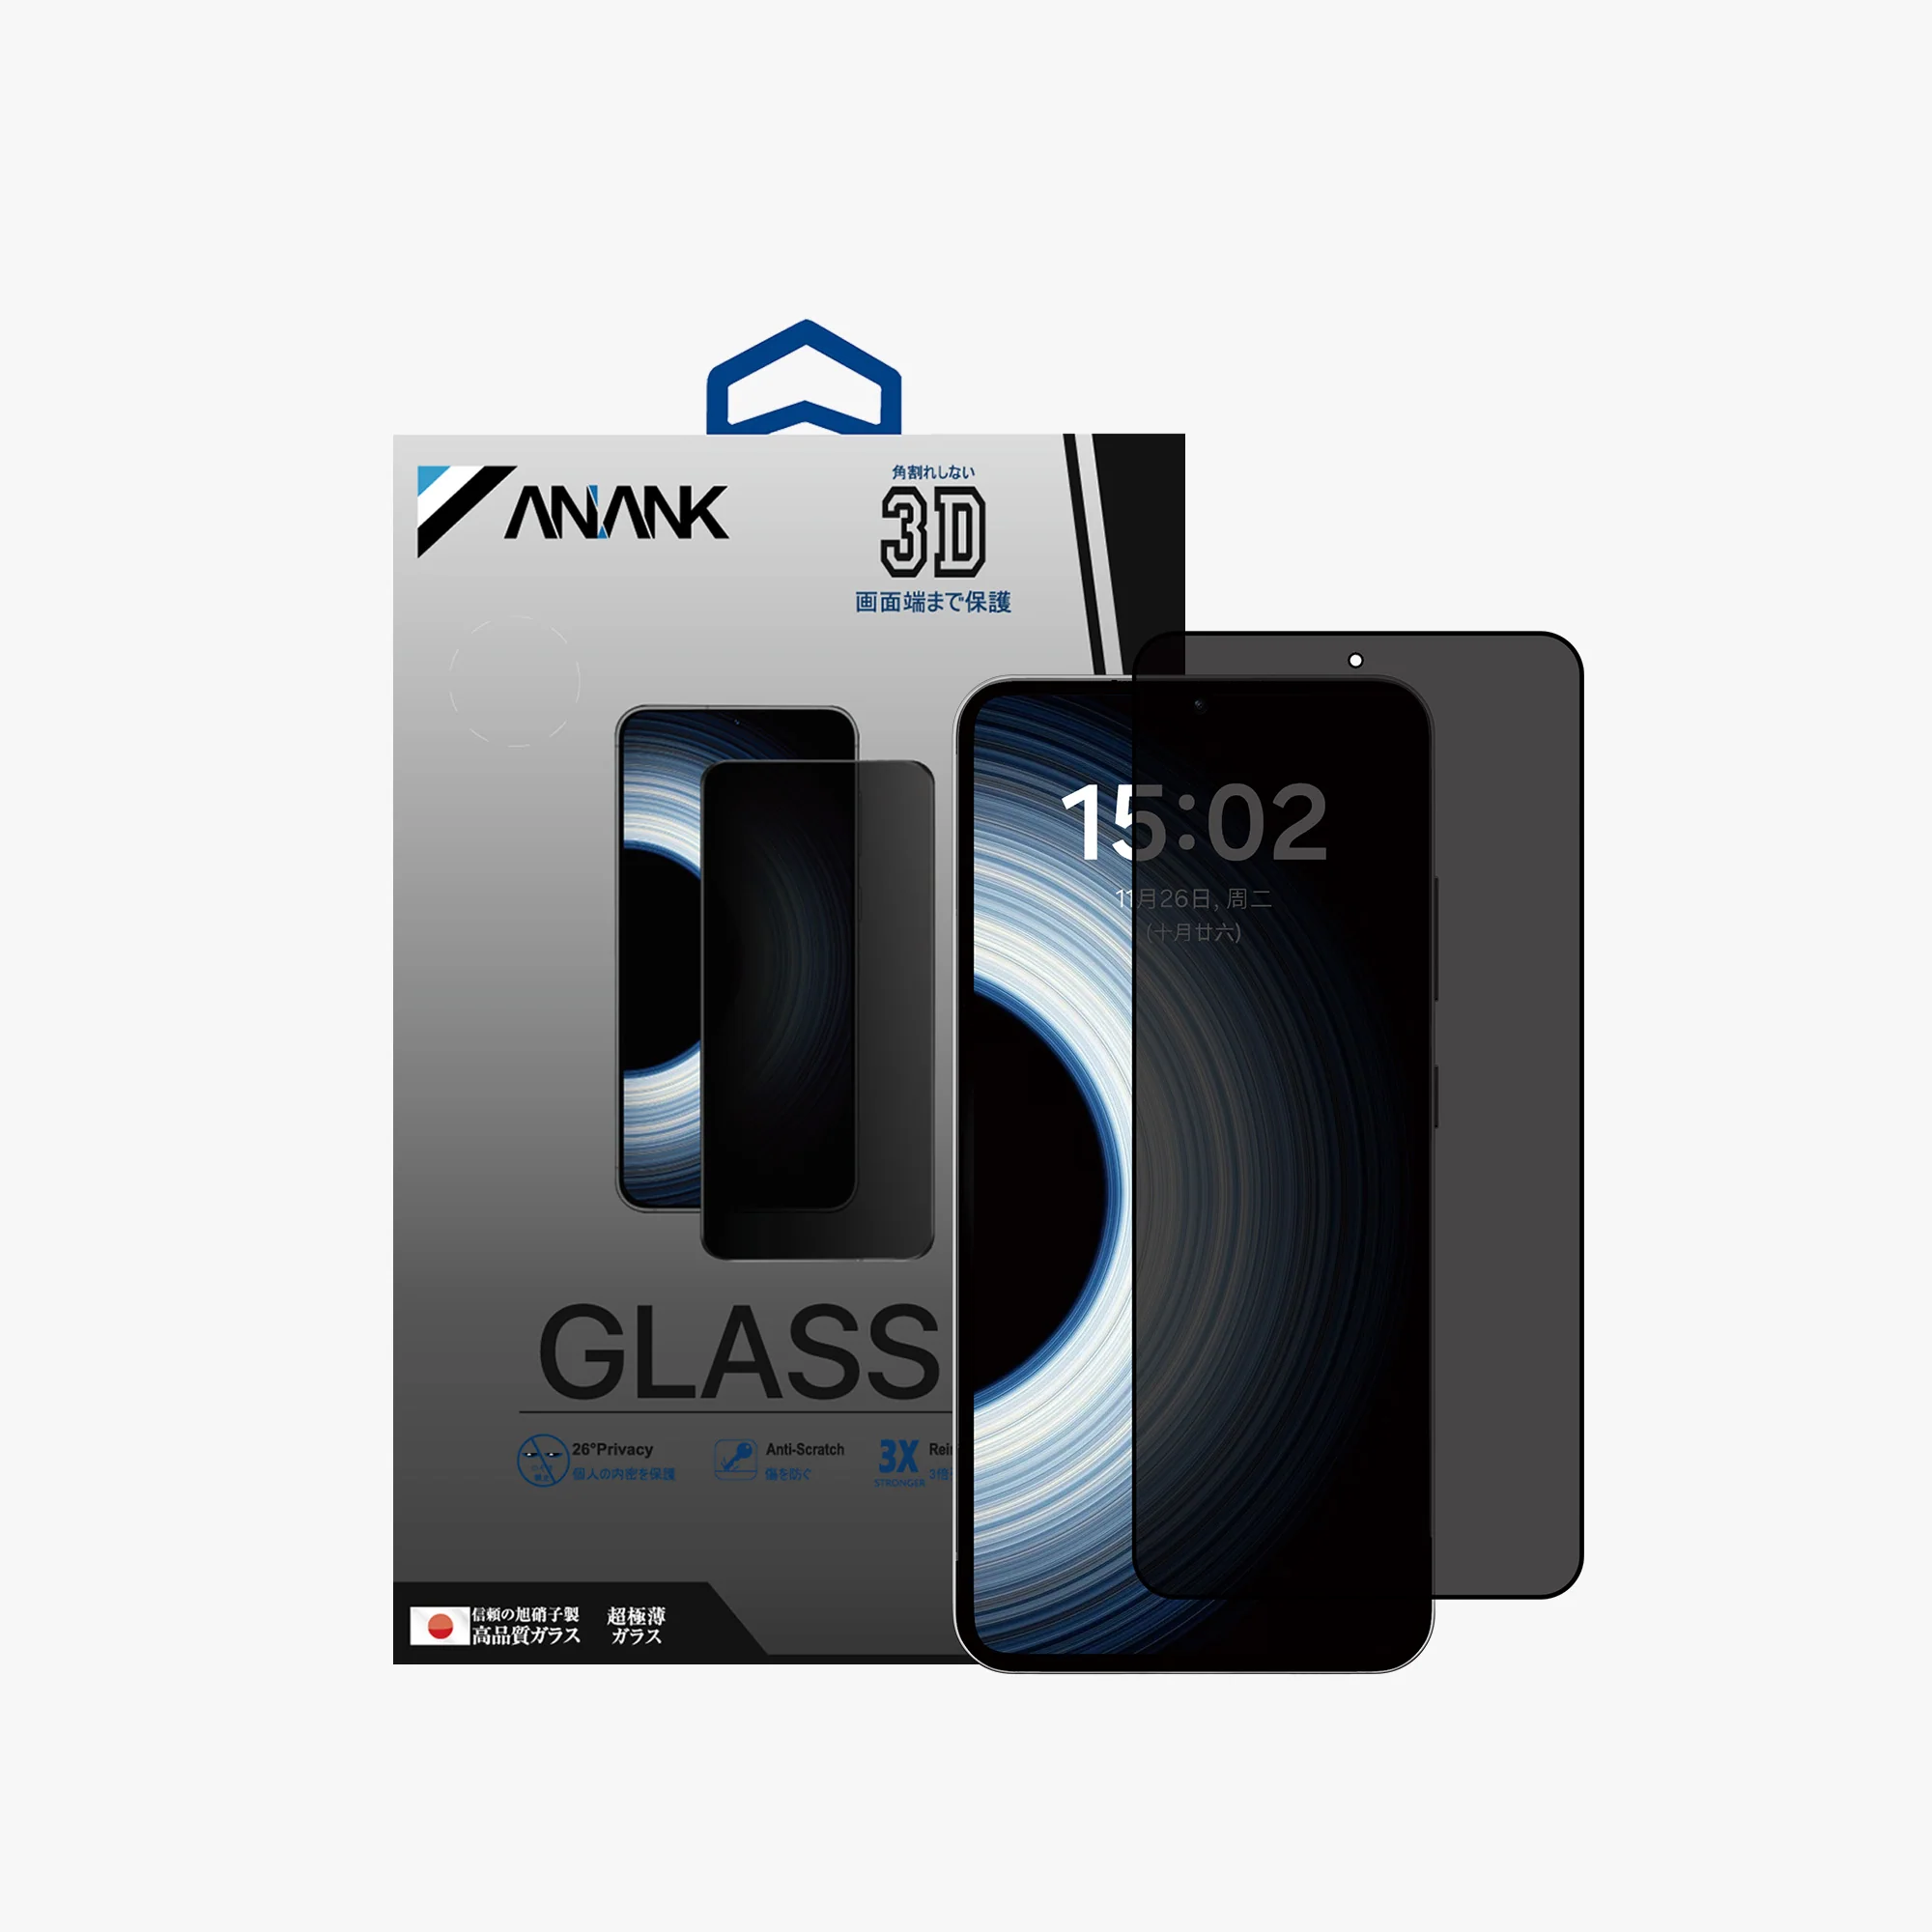 ANANK
角割れしない
3D
画面端まで保護
15:02
11月26日, 周二
(十月廿六)
GLASS
26°Privacy
個人の内密を保護
Anti-Scratch
傷を防ぐ
3X
STRONGER
信頼の旭硝子製
高品質ガラス
超極薄
ガラス